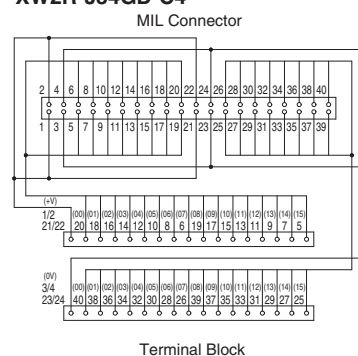 XW2R-J34GD-C4
MIL Connector
2 4 6 8 10 12 14 16 18 20 22 24 26 28 30 32 34 36 38 40
1 3 5 7 9 11 13 15 17 19 21 23 25 27 29 31 33 35 37 39
(+V)
1/2 (00) (01) (02) (03) (04) (05) (06) (07) (08) (09) (10) (11) (12) (13) (14) (15)
21/22 20 18 16 14 12 10 8 6 19 17 15 13 11 9 7 5
(0V)
3/4 (00) (01) (02) (03) (04) (05) (06) (07) (08) (09) (10) (11) (12) (13) (14) (15)
23/24 40 38 36 34 32 30 28 26 39 37 35 33 31 29 27 25
Terminal Block